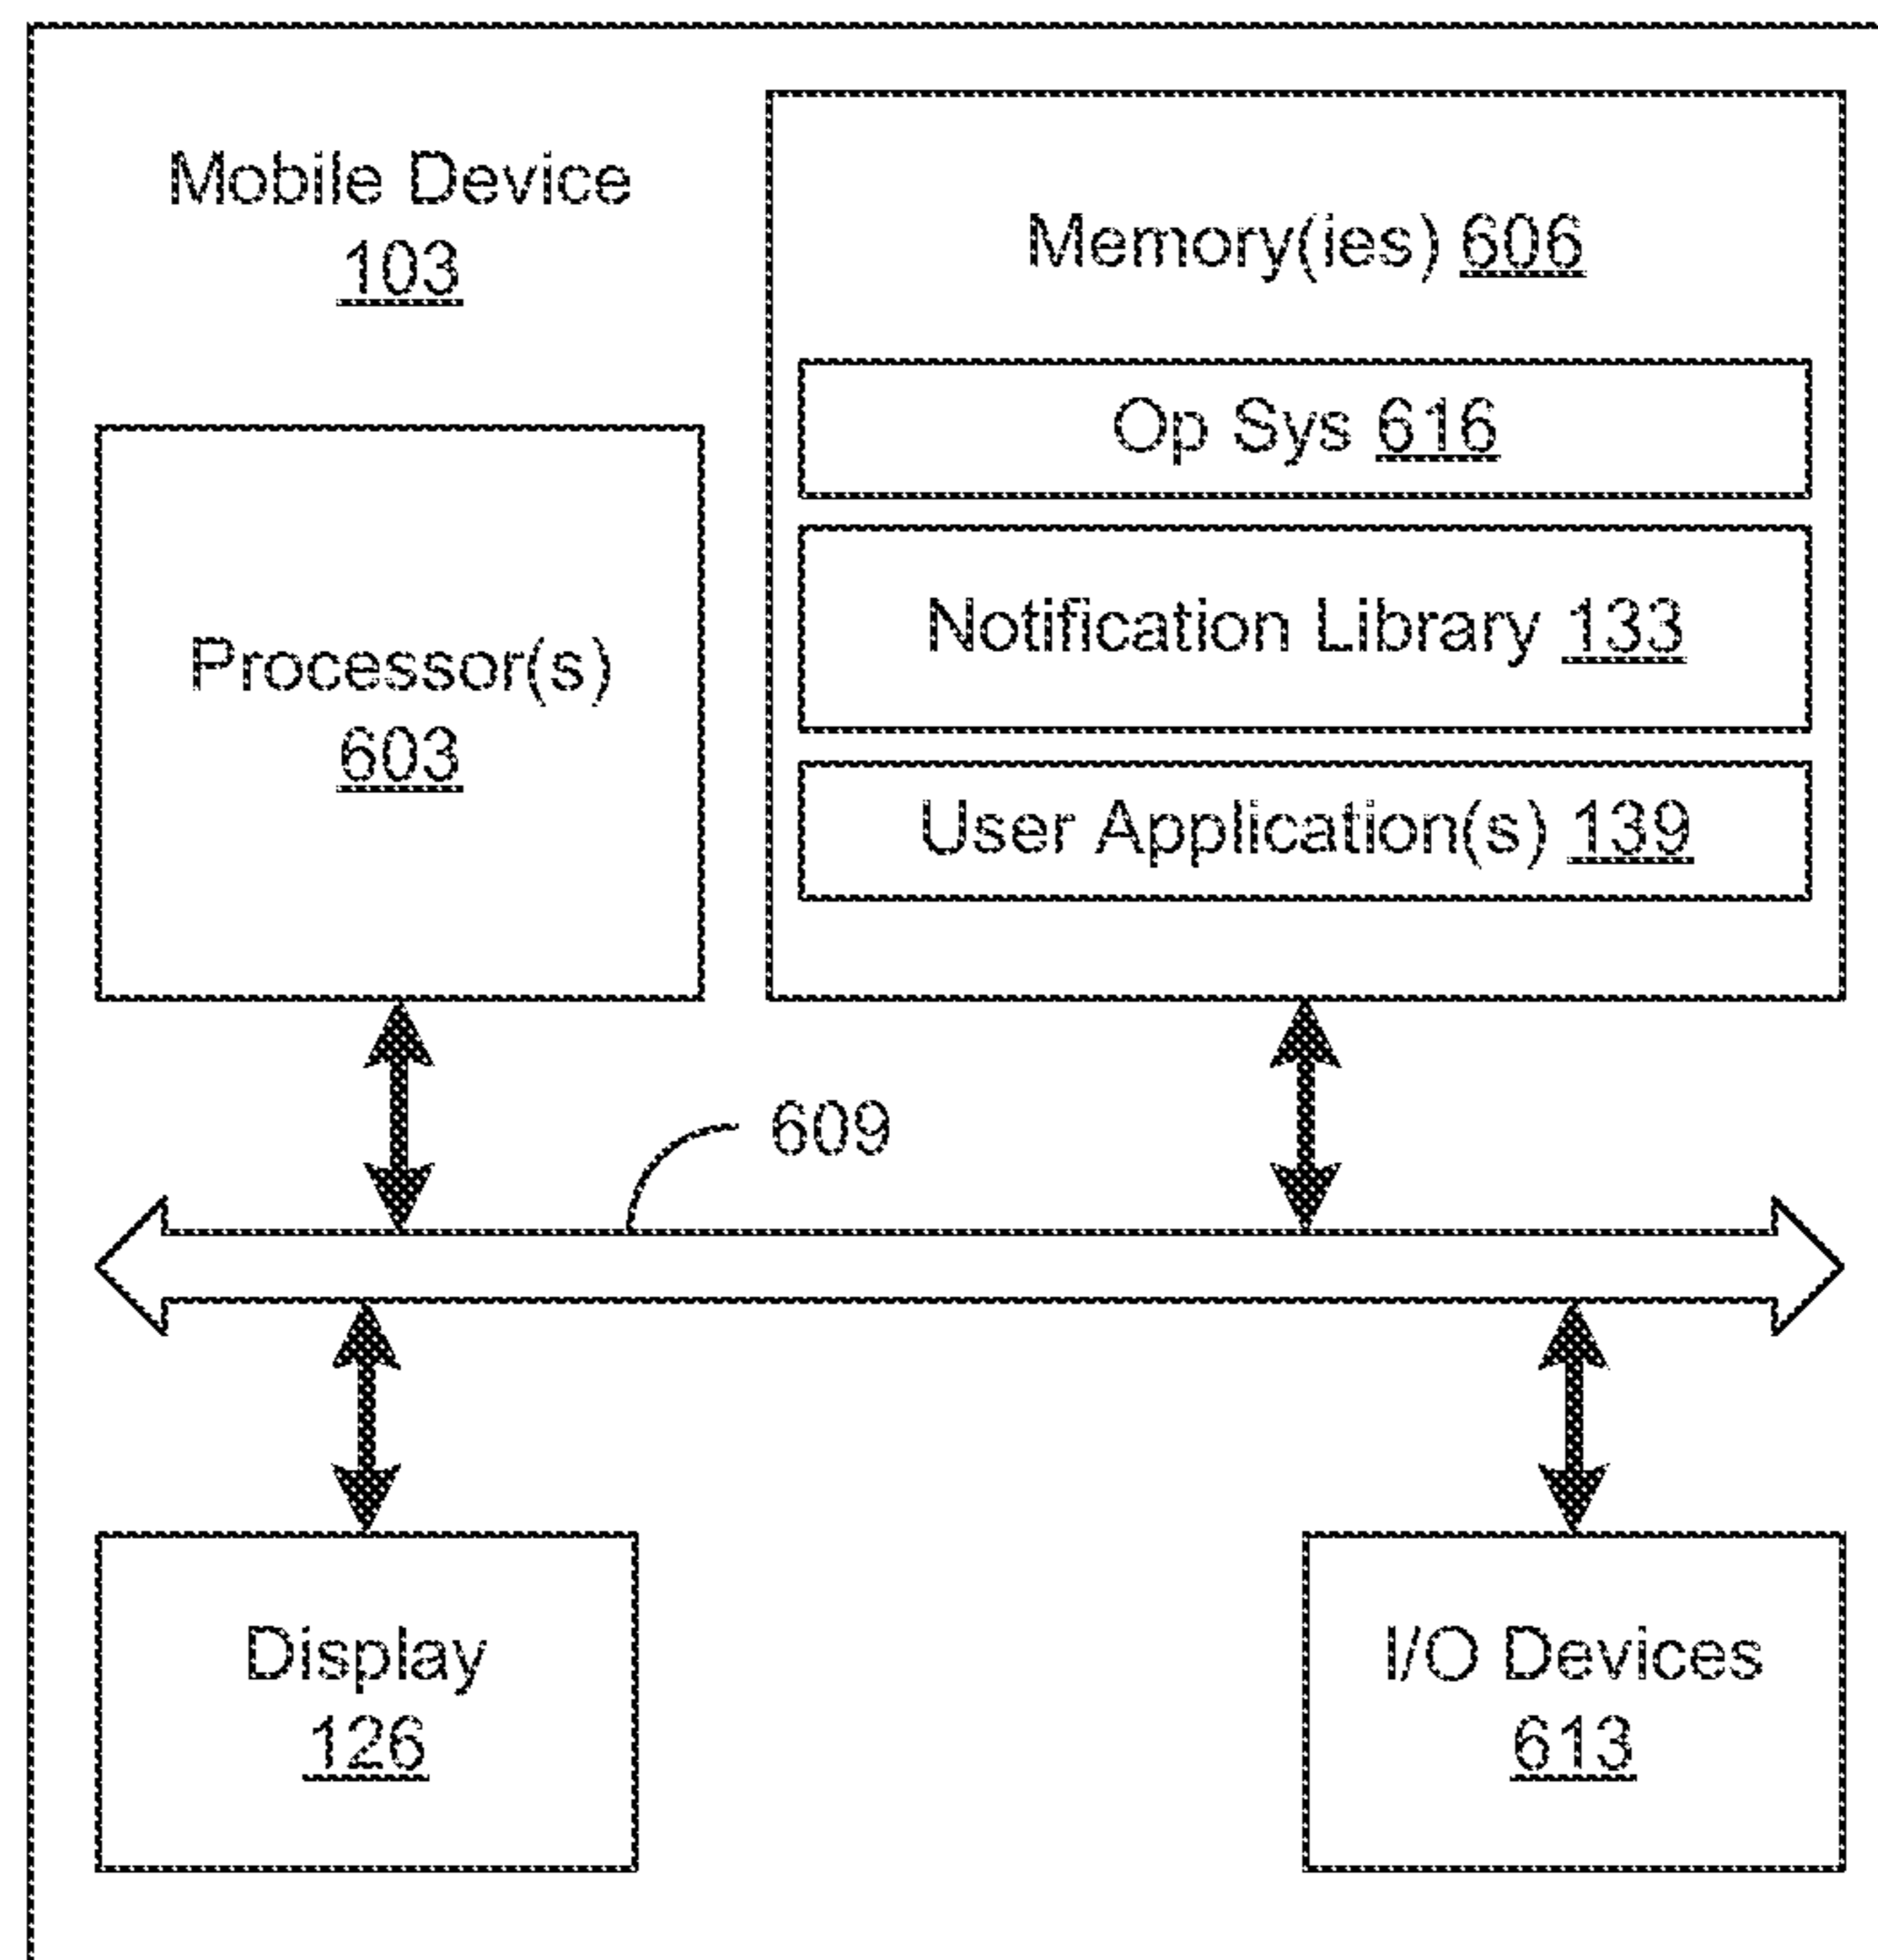 Mobile Device
103
Memory(ies) 606
Op Sys 616
Notification Library 133
User Application(s) 139
Processor(s)
603
609
Display
126
I/O Devices
613